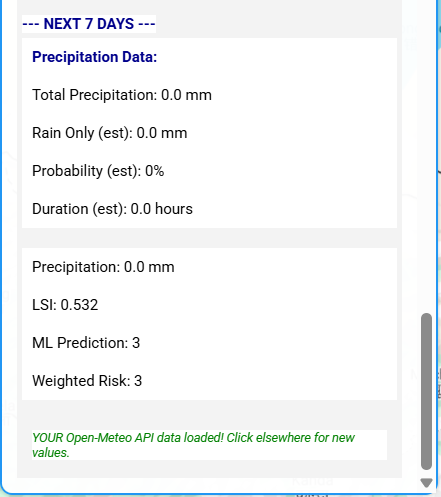 --- NEXT 7 DAYS ---
Precipitation Data:
Total Precipitation: 0.0 mm
Rain Only (est): 0.0 mm
Probability (est): 0%
Duration (est): 0.0 hours
Precipitation: 0.0 mm
LSI: 0.532
ML Prediction: 3
Weighted Risk: 3
YOUR Open-Meteo API data loaded! Click elsewhere for new
values.